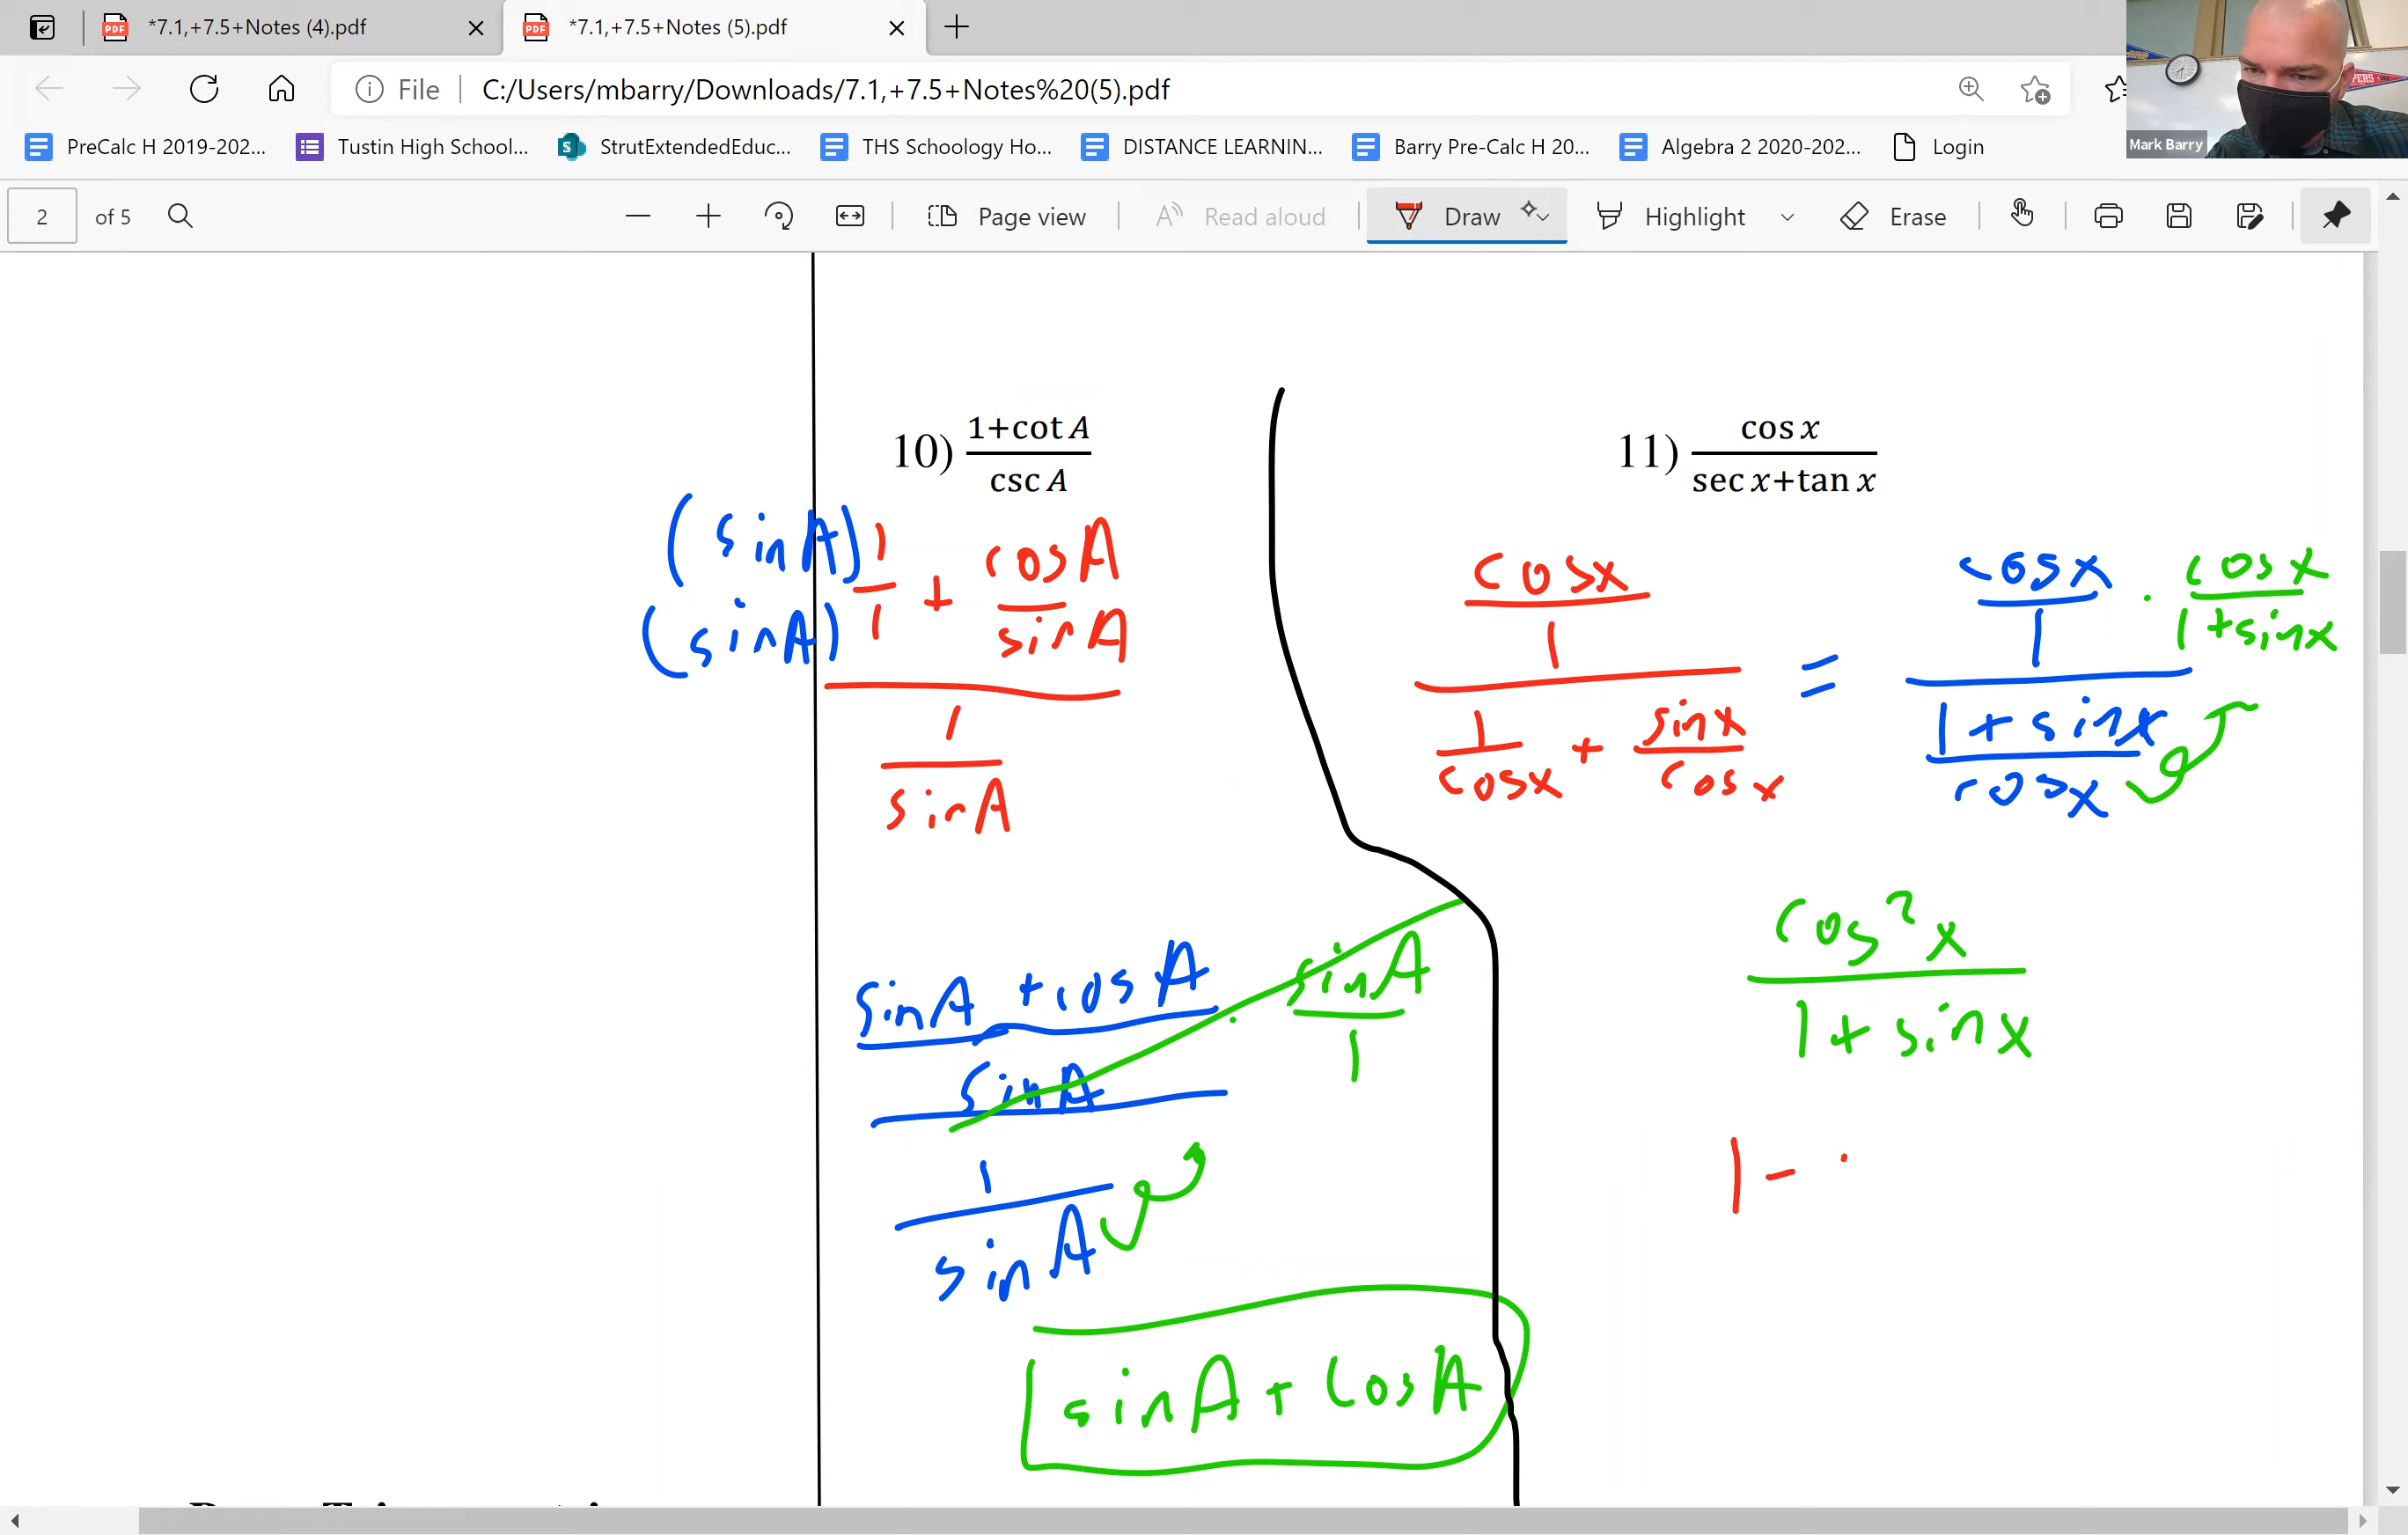 *7.1,+7.5+Notes (4).pdf
*7.1,+7.5+Notes (5).pdf
File
C:/Users/mbarry/Downloads/7.1,+7.5+Notes%20(5).pdf
PreCalc H 2019-202...
Tustin High School...
StrutExtendedEduc...
THS Schoology Ho...
DISTANCE LEARNIN...
Barry Pre-Calc H 20...
Algebra 2 2020-202...
Login
Mark Barry
2 of 5
Page view
Read aloud
Draw
Highlight
Erase
10) 1+cot A
csc A
(sinA) 1 + cosA
(sinA) 1 sinA
1
sinA
sinA + cosA
sinA
· sinA
1
1
sinA
sinA + cosA
11) cos x
sec x+tan x
cosx
1
1 + sinx
cosx cosx
=
cosx · cosx
1 1+sinx
1 + sinx
cosx
cos²x
1 + sinx
1 -